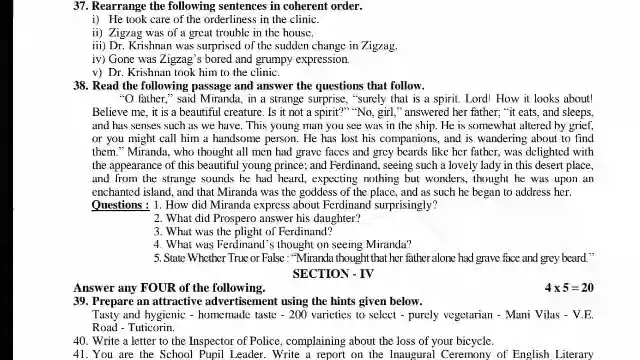 37. Rearrange the following sentences in coherent order.
i) He took care of the orderliness in the clinic.
ii) Zigzag was of a great trouble in the house.
iii) Dr. Krishnan was surprised of the sudden change in Zigzag.
iv) Gone was Zigzag's bored and grumpy expression.
v) Dr. Krishnan took him to the clinic.
38. Read the following passage and answer the questions that follow.
"O father," said Miranda, in a strange surprise, "surely that is a spirit. Lord! How it looks about!
Believe me, it is a beautiful creature. Is it not a spirit?" "No, girl," answered her father; "it eats, and sleeps,
and has senses such as we have. This young man you see was in the ship. He is somewhat altered by grief,
or you might call him a handsome person. He has lost his companions, and is wandering about to find
them." Miranda, who thought all men had grave faces and grey beards like her father, was delighted with
the appearance of this beautiful young prince; and Ferdinand, seeing such a lovely lady in this desert place,
and from the strange sounds he had heard, expecting nothing but wonders, thought he was upon an
enchanted island, and that Miranda was the goddess of the place, and as such he began to address her.
Questions : 1. How did Miranda express about Ferdinand surprisingly?
2. What did Prospero answer his daughter?
3. What was the plight of Ferdinand?
4. What was Ferdinand's thought on seeing Miranda?
5. State Whether True or False : "Miranda thought that her father alone had grave face and grey beard."
SECTION - IV
Answer any FOUR of the following. 4 x 5 = 20
39. Prepare an attractive advertisement using the hints given below.
Tasty and hygienic - homemade taste - 200 varieties to select - purely vegetarian - Mani Vilas - V.E.
Road - Tuticorin.
40. Write a letter to the Inspector of Police, complaining about the loss of your bicycle.
41. You are the School Pupil Leader. Write a report on the Inaugural Ceremony of English Literary